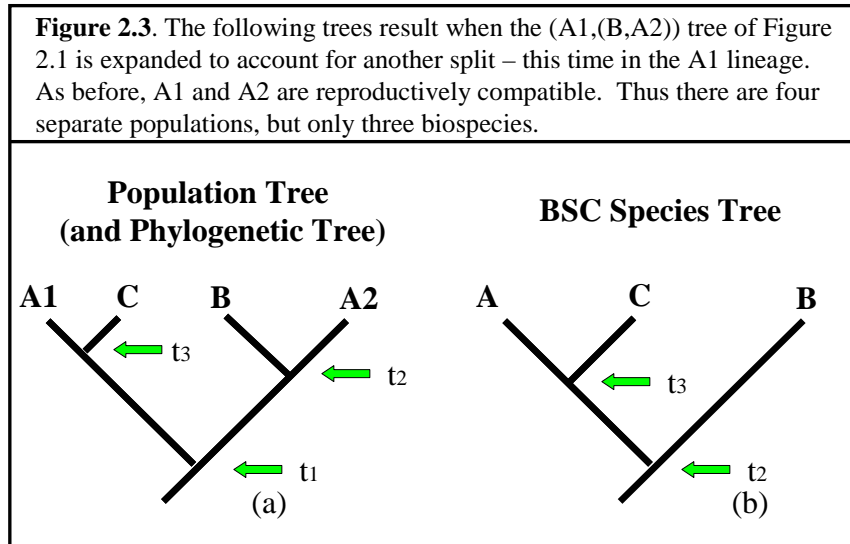 Figure 2.3. The following trees result when the (A1,(B,A2)) tree of Figure
2.1 is expanded to account for another split – this time in the A1 lineage.
As before, A1 and A2 are reproductively compatible. Thus there are four
separate populations, but only three biospecies.
Population Tree
(and Phylogenetic Tree)
A1 C B A2
t3
t2
t1
(a)
BSC Species Tree
A C B
t3
t2
(b)